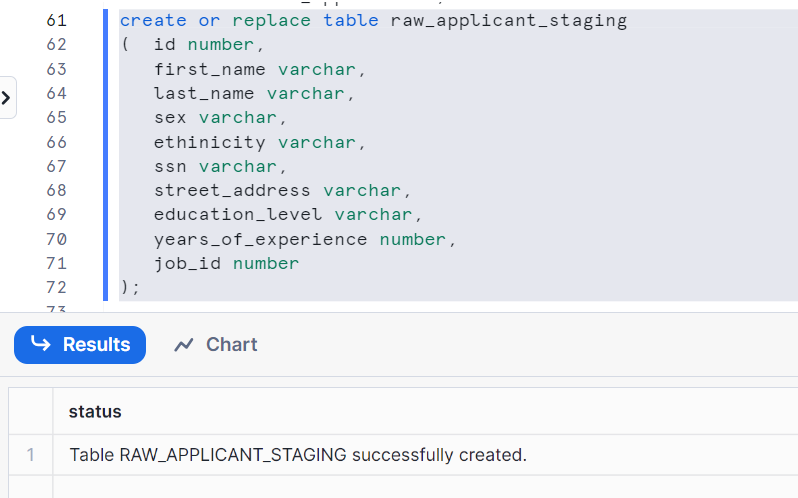 61 create or replace table raw_applicant_staging
62 ( id number,
63 first_name varchar,
64 last_name varchar,
65 sex varchar,
66 ethinicity varchar,
67 ssn varchar,
68 street_address varchar,
69 education_level varchar,
70 years_of_experience number,
71 job_id number
72 );
73
Results Chart
status
1 Table RAW_APPLICANT_STAGING successfully created.